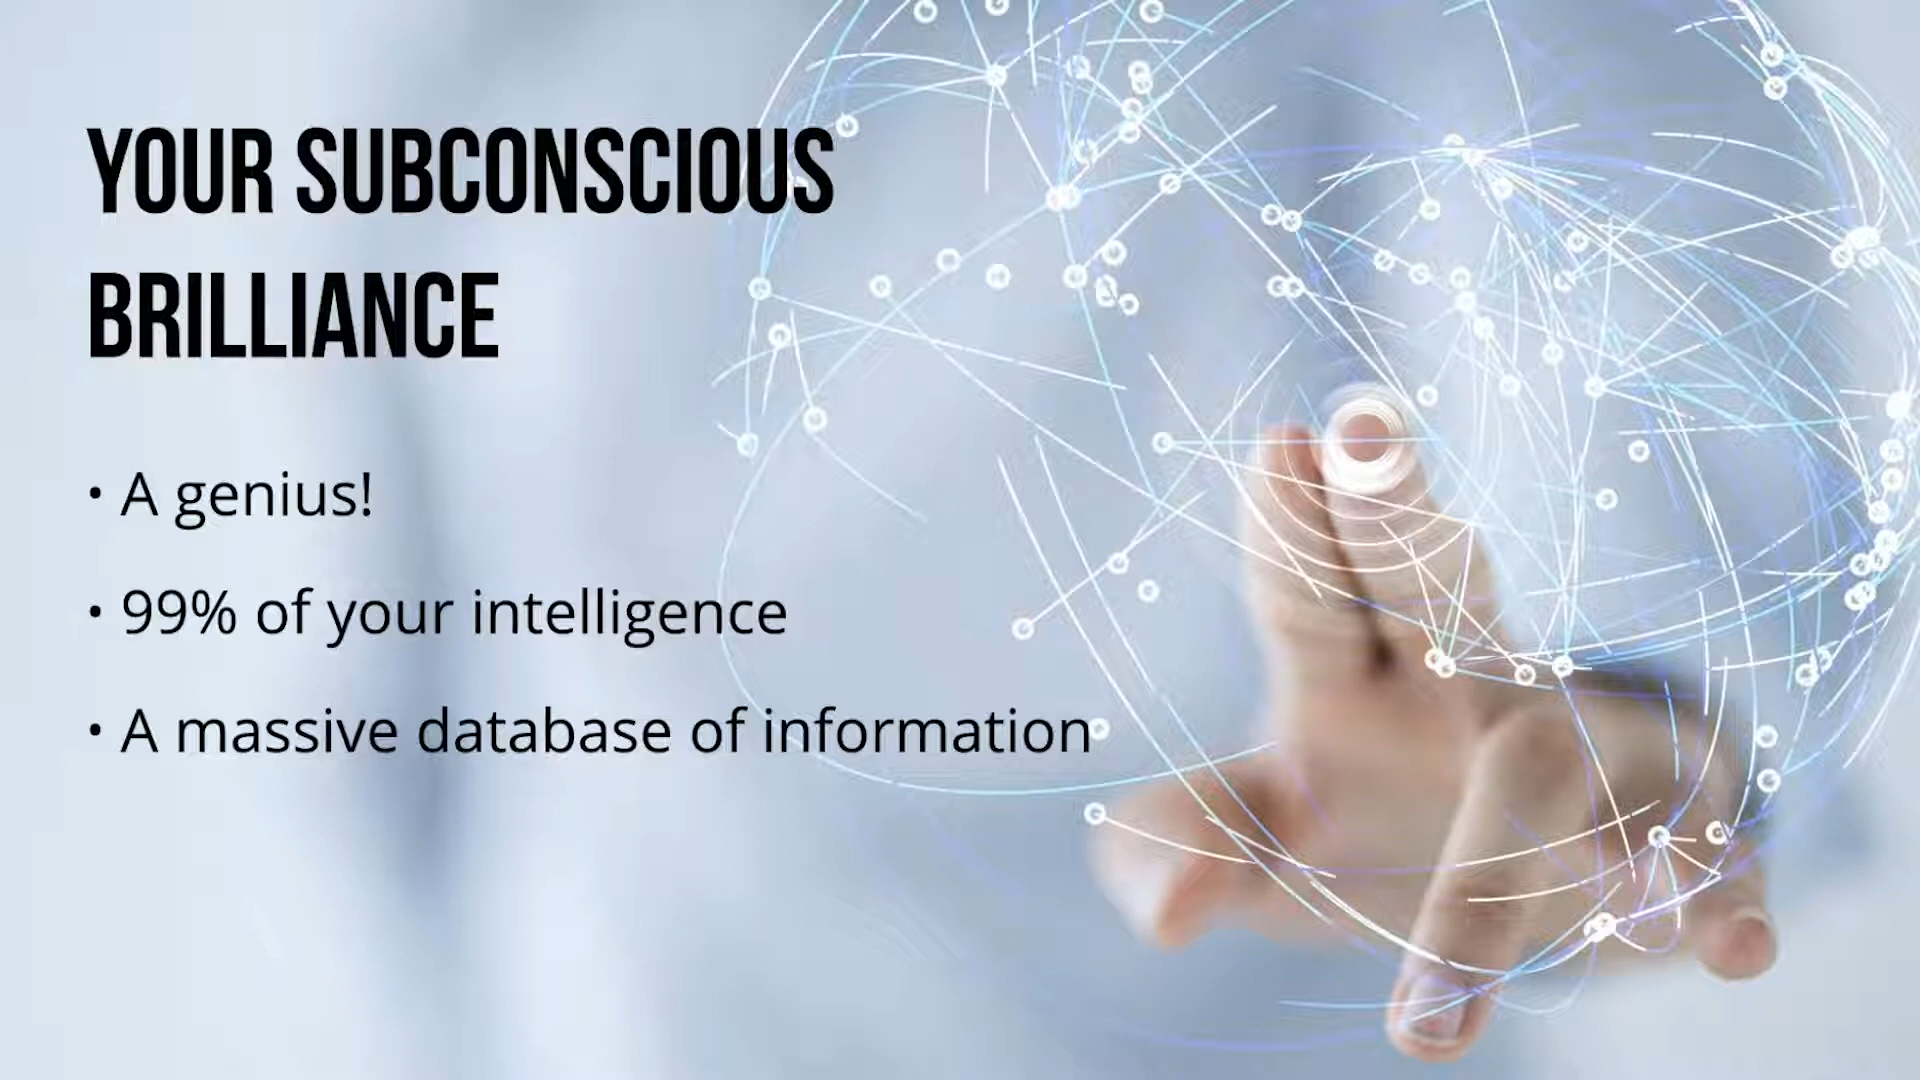 YOUR SUBCONSCIOUS
BRILLIANCE
• A genius!
• 99% of your intelligence
• A massive database of information